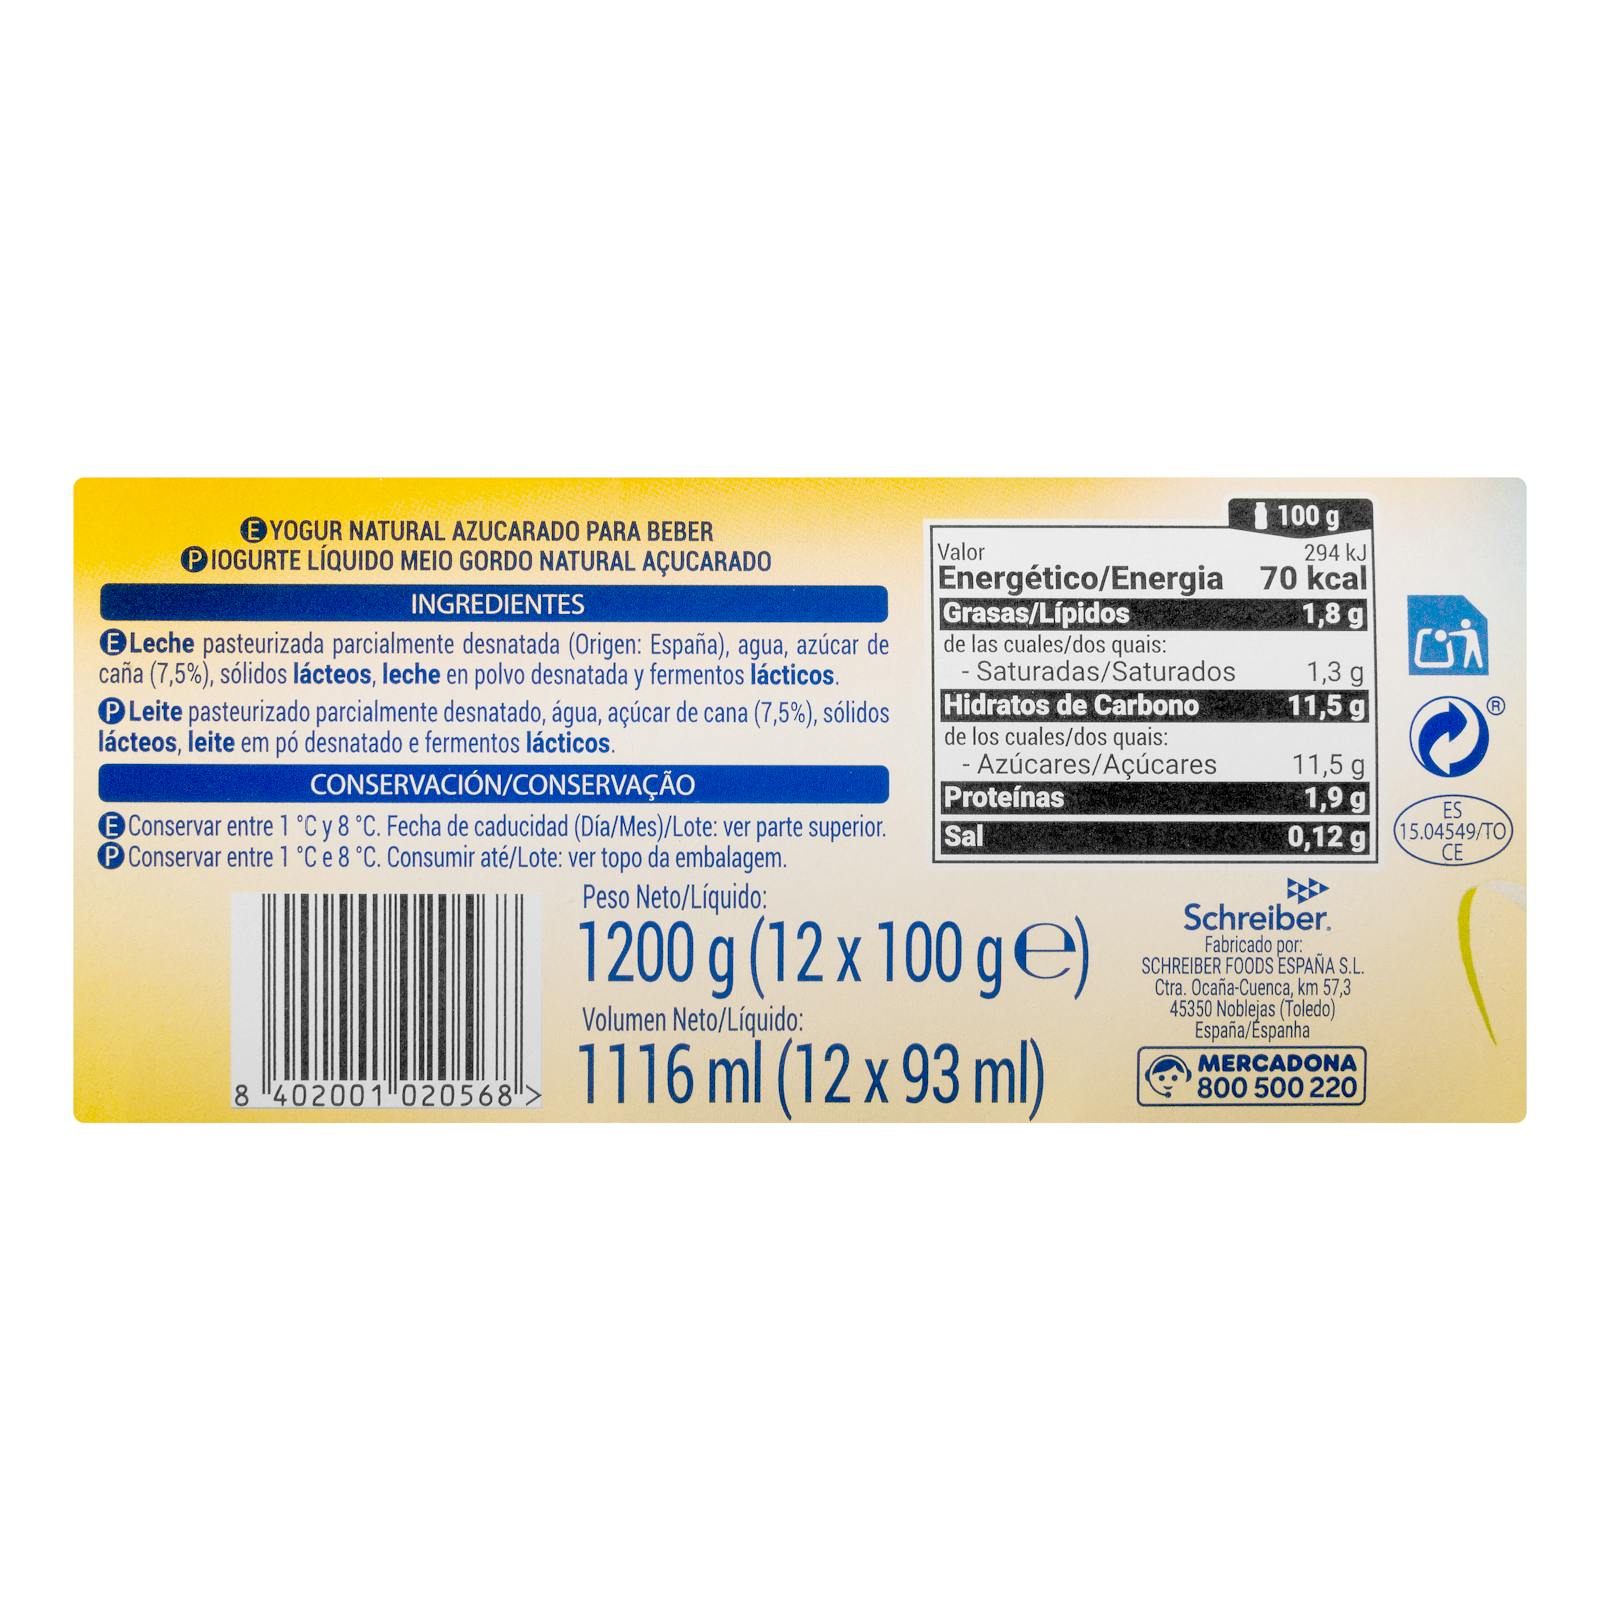 E YOGUR NATURAL AZUCARADO PARA BEBER
P IOGURTE LÍQUIDO MEIO GORDO NATURAL AÇUCARADO
INGREDIENTES
E Leche pasteurizada parcialmente desnatada (Origen: España), agua, azúcar de
caña (7,5%), sólidos lácteos, leche en polvo desnatada y fermentos lácticos.
P Leite pasteurizado parcialmente desnatado, água, açúcar de cana (7,5%), sólidos
lácteos, leite em pó desnatado e fermentos lácticos.
CONSERVACIÓN/CONSERVAÇÃO
E Conservar entre 1 °C y 8 °C. Fecha de caducidad (Día/Mes)/Lote: ver parte superior.
P Conservar entre 1 °C e 8 °C. Consumir até/Lote: ver topo da embalagem.
8 402001 020568 >
Peso Neto/Líquido:
1200 g (12 x 100 g ℮)
Volumen Neto/Líquido:
1116 ml (12 x 93 ml)
100 g
Valor 294 kJ
Energético/Energia 70 kcal
Grasas/Lípidos 1,8 g
de las cuales/dos quais:
- Saturadas/Saturados 1,3 g
Hidratos de Carbono 11,5 g
de los cuales/dos quais:
- Azúcares/Açúcares 11,5 g
Proteínas 1,9 g
Sal 0,12 g
®
ES
15.04549/TO
CE
Schreiber.
Fabricado por:
SCHREIBER FOODS ESPAÑA S.L.
Ctra. Ocaña-Cuenca, km 57,3
45350 Noblejas (Toledo)
España/Espanha
MERCADONA
800 500 220